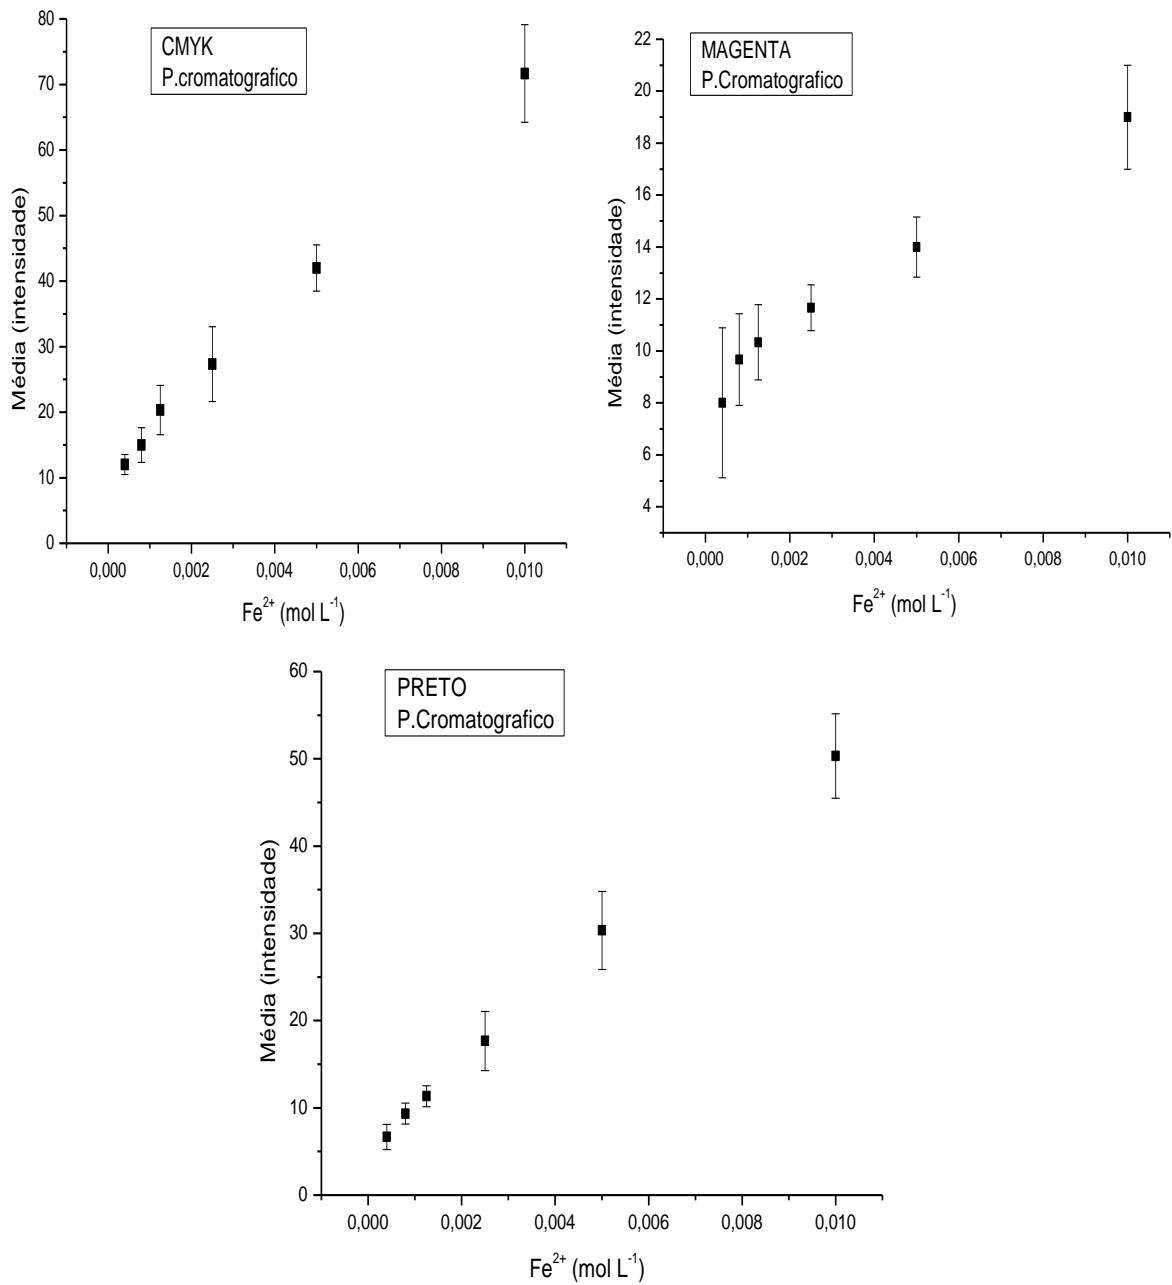 CMYK
P.cromatografico
80
70
60
50
40
30
20
10
0
Média (intensidade)
0,000 0,002 0,004 0,006 0,008 0,010
Fe²⁺ (mol L⁻¹)
MAGENTA
P.Cromatografico
22
20
18
16
14
12
10
8
6
4
Média (intensidade)
0,000 0,002 0,004 0,006 0,008 0,010
Fe²⁺ (mol L⁻¹)
PRETO
P.Cromatografico
60
50
40
30
20
10
0
Média (intensidade)
0,000 0,002 0,004 0,006 0,008 0,010
Fe²⁺ (mol L⁻¹)